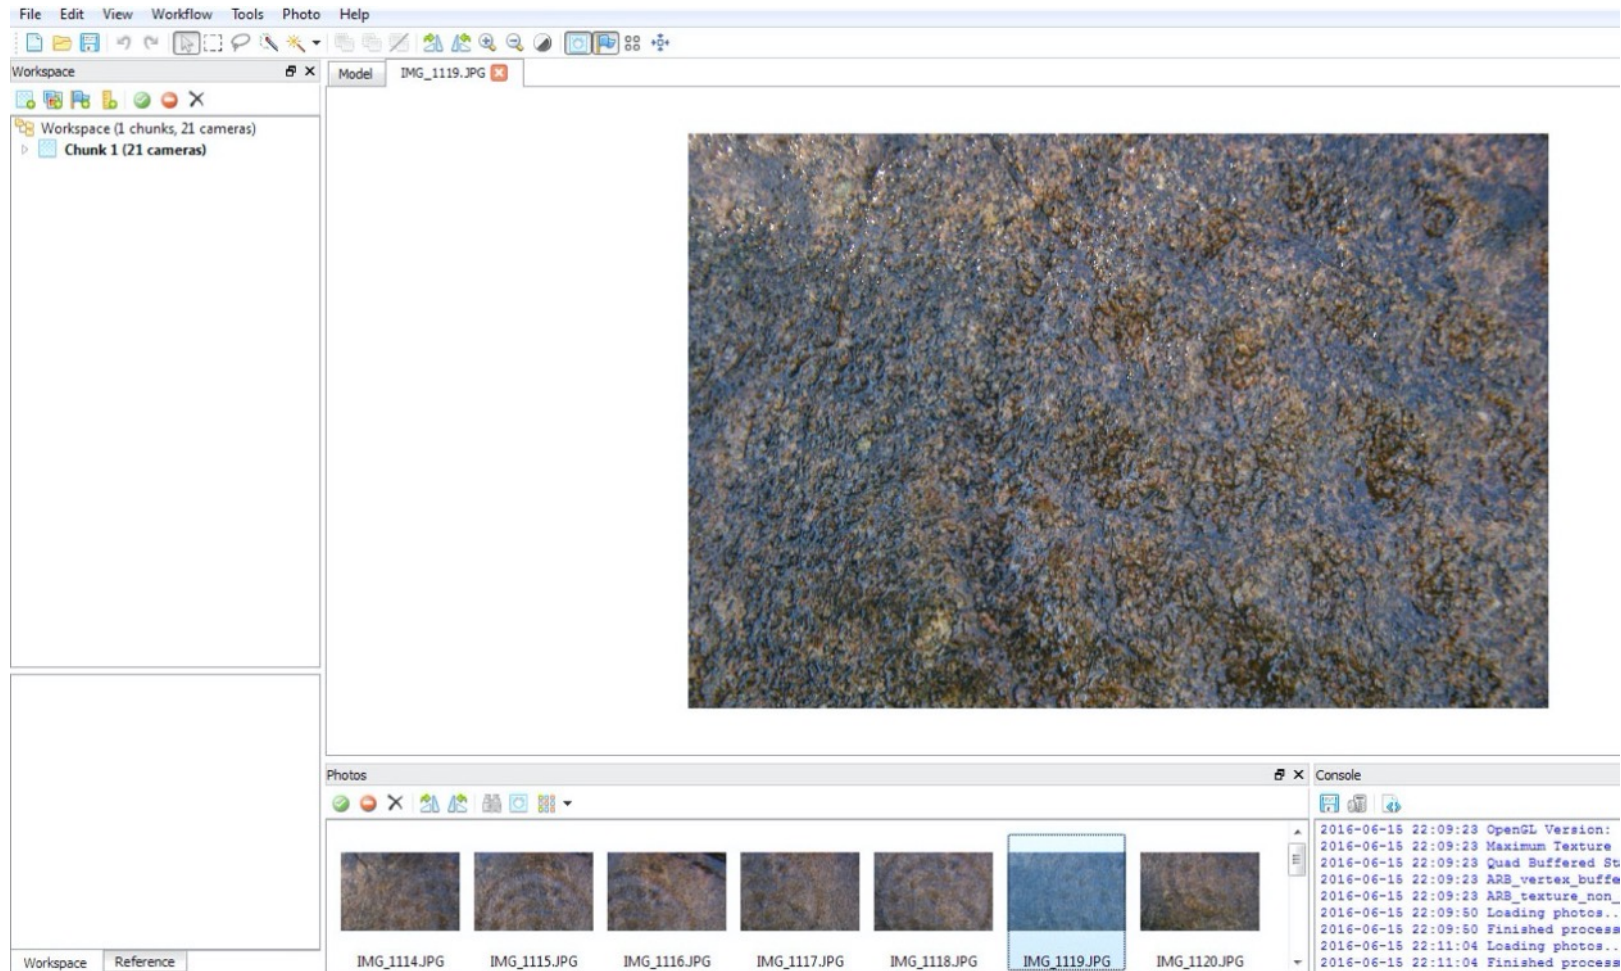 File Edit View Workflow Tools Photo Help
Workspace
Model IMG_1119.JPG
Workspace (1 chunks, 21 cameras)
Chunk 1 (21 cameras)
Photos
Console
2016-06-15 22:09:23 OpenGL Version:
2016-06-15 22:09:23 Maximum Texture
2016-06-15 22:09:23 Quad Buffered St
2016-06-15 22:09:23 ARB_vertex_buffe
2016-06-15 22:09:23 ARB_texture_non_
2016-06-15 22:09:50 Loading photos..
2016-06-15 22:09:50 Finished process
2016-06-15 22:11:04 Loading photos..
2016-06-15 22:11:04 Finished process
IMG_1114.JPG IMG_1115.JPG IMG_1116.JPG IMG_1117.JPG IMG_1118.JPG IMG_1119.JPG IMG_1120.JPG
Workspace Reference